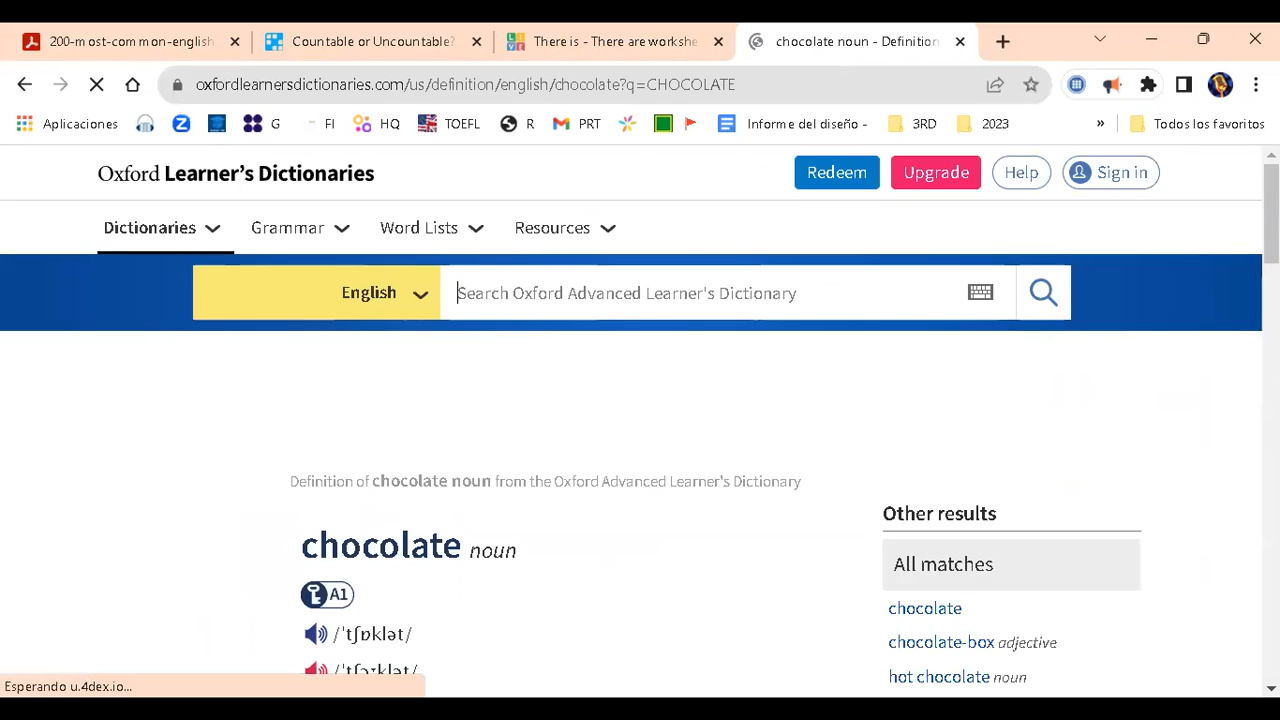 200-most-common-english
Countable or Uncountable?
There is - There are workshe
chocolate noun - Definition
oxfordlearnersdictionaries.com/us/definition/english/chocolate?q=CHOCOLATE
Aplicaciones G FI HQ TOEFL R PRT Informe del diseño - 3RD 2023 » Todos los favoritos
Oxford Learner's Dictionaries
Redeem Upgrade Help Sign in
Dictionaries Grammar Word Lists Resources
English Search Oxford Advanced Learner's Dictionary
Definition of chocolate noun from the Oxford Advanced Learner's Dictionary
chocolate noun
A1
/ˈtʃɒklət/
/ˈtʃɔːklət/
Other results
All matches
chocolate
chocolate-box adjective
hot chocolate noun
Esperando u.4dex.io...